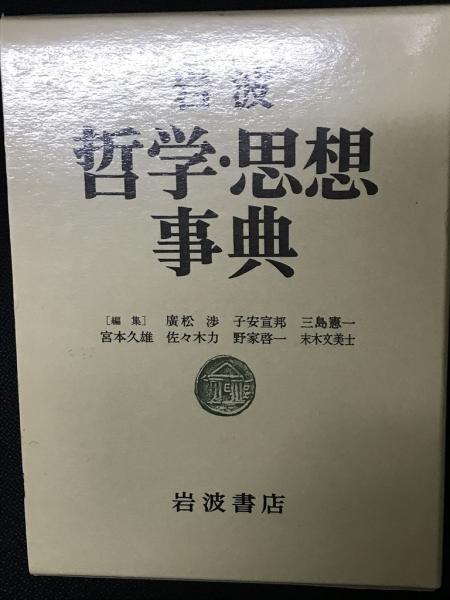 岩波
哲学・思想
事典
［編集］ 廣松渉 子安宣邦 三島憲一
宮本久雄 佐々木力 野家啓一 末木文美士
岩波書店